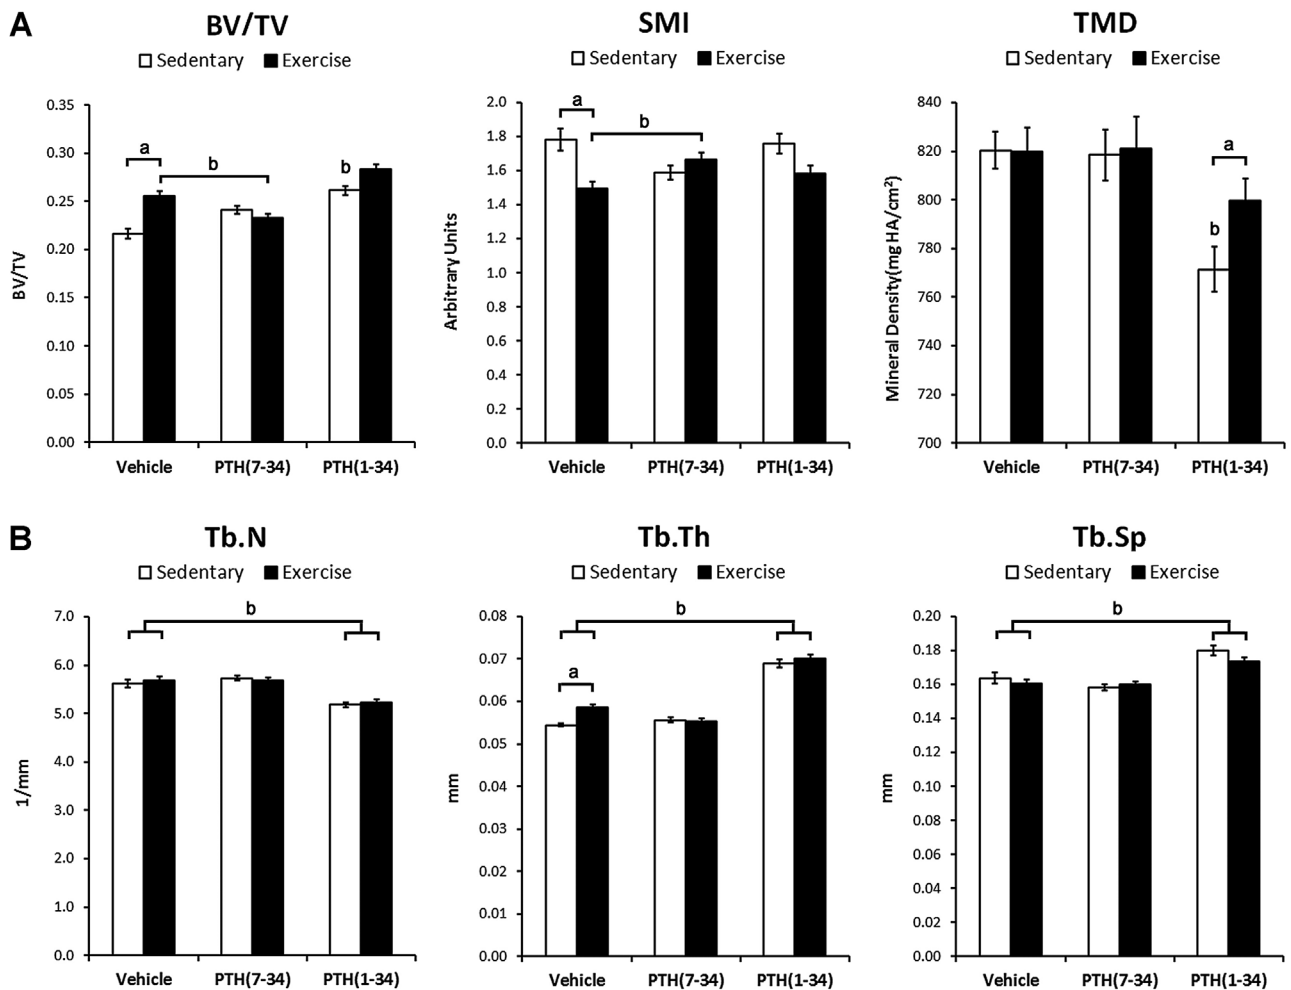 A
BV/TV
Sedentary Exercise
BV/TV
0.35
0.30
0.25
0.20
0.15
0.10
0.05
0.00
a
b
b
Vehicle PTH(7-34) PTH(1-34)
SMI
Sedentary Exercise
Arbitrary Units
2.0
1.8
1.6
1.4
1.2
1.0
0.8
0.6
0.4
0.2
0.0
a
b
Vehicle PTH(7-34) PTH(1-34)
TMD
Sedentary Exercise
Mineral Density(mg HA/cm²)
840
820
800
780
760
740
720
700
a
b
Vehicle PTH(7-34) PTH(1-34)
B
Tb.N
Sedentary Exercise
1/mm
7.0
6.0
5.0
4.0
3.0
2.0
1.0
0.0
b
Vehicle PTH(7-34) PTH(1-34)
Tb.Th
Sedentary Exercise
mm
0.08
0.07
0.06
0.05
0.04
0.03
0.02
0.01
0.00
b
a
Vehicle PTH(7-34) PTH(1-34)
Tb.Sp
Sedentary Exercise
mm
0.20
0.18
0.16
0.14
0.12
0.10
0.08
0.06
0.04
0.02
0.00
b
Vehicle PTH(7-34) PTH(1-34)